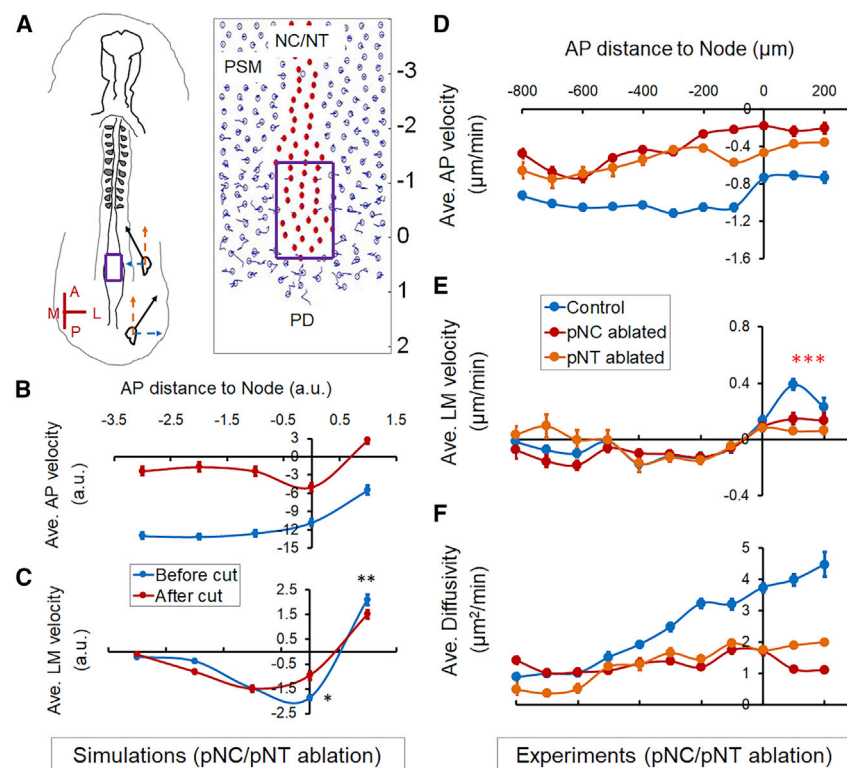 A
NC/NT
PSM
-3
-2
-1
0
1
2
PD
A
M L
P
B
AP distance to Node (a.u.)
-3.5 -2.5 -1.5 -0.5 0.5 1.5
3
0
-3
-6
-9
-12
-15
Ave. AP velocity
(a.u.)
C
Before cut
After cut
**
2.5
1.5
0.5
-0.5
-1.5
-2.5
*
Ave. LM velocity
(a.u.)
Simulations (pNC/pNT ablation)
D
AP distance to Node (µm)
-800 -600 -400 -200 0 200
-0.4
-0.8
-1.2
-1.6
Ave. AP velocity
(µm/min)
E
Control
pNC ablated
pNT ablated
0.8
0.4
0
-0.4
***
Ave. LM velocity
(µm/min)
F
5
4
3
2
1
0
Ave. Diffusivity
(µm²/min)
Experiments (pNC/pNT ablation)